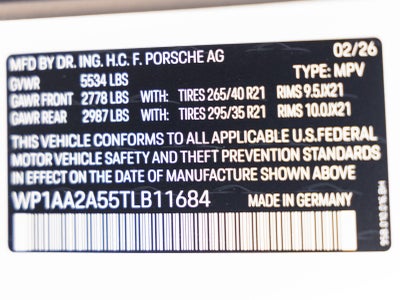 MFD BY DR. ING. H.C. F. PORSCHE AG 02/26
GVWR 5534 LBS TYPE: MPV
GAWR FRONT 2778 LBS WITH: TIRES 265/40 R21 RIMS 9.5JX21
GAWR REAR 2987 LBS WITH: TIRES 295/35 R21 RIMS 10.0JX21
THIS VEHICLE CONFORMS TO ALL APPLICABLE U.S.FEDERAL
MOTOR VEHICLE SAFETY AND THEFT PREVENTION STANDARDS
IN EFFECT ON THE DATE OF MANUFACTURE SHOWN ABOVE
WP1AA2A55TLB11684 MADE IN GERMANY